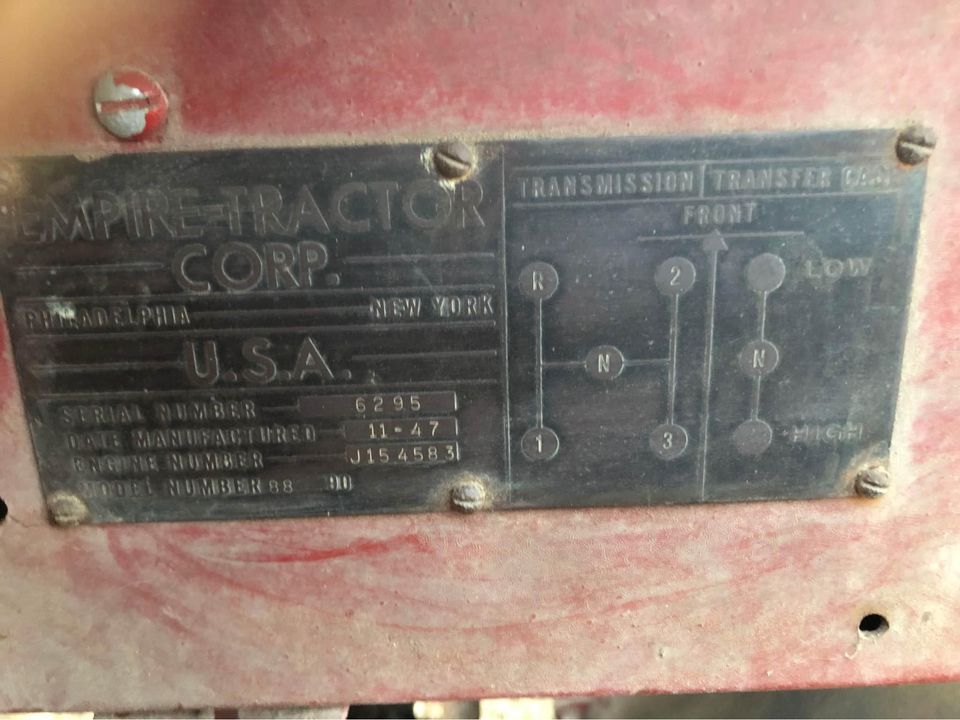 EMPIRE-TRACTOR
CORP.
PHILADELPHIA NEW YORK
U.S.A.
SERIAL NUMBER 6295
DATE MANUFACTURED 11-47
ENGINE NUMBER J154583
MODEL NUMBER 88
TRANSMISSION TRANSFER
FRONT
R 2 LOW
N N
1 3 HIGH